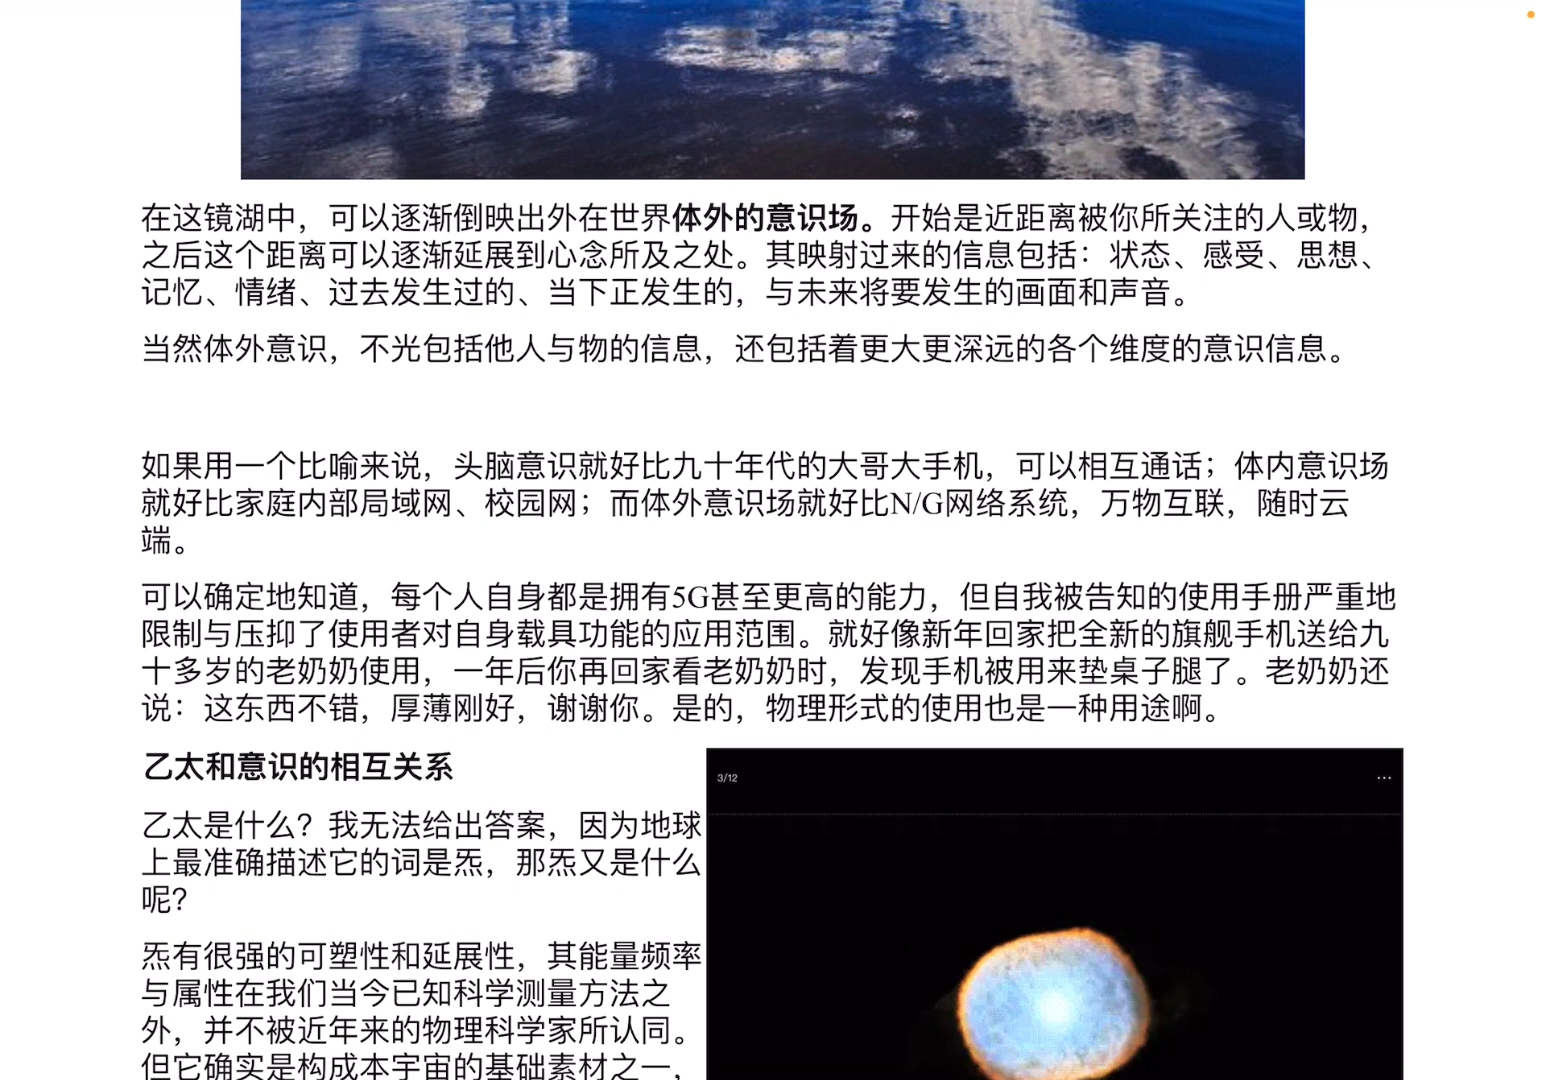 在这镜湖中，可以逐渐倒映出外在世界体外的意识场。开始是近距离被你所关注的人或物，
之后这个距离可以逐渐延展到心念所及之处。其映射过来的信息包括：状态、感受、思想、
记忆、情绪、过去发生过的、当下正发生的，与未来将要发生的画面和声音。
当然体外意识，不光包括他人与物的信息，还包括着更大更深远的各个维度的意识信息。
如果用一个比喻来说，头脑意识就好比九十年代的大哥大手机，可以相互通话；体内意识场
就好比家庭内部局域网、校园网；而体外意识场就好比N/G网络系统，万物互联，随时云
端。
可以确定地知道，每个人自身都是拥有5G甚至更高的能力，但自我被告知的使用手册严重地
限制与压抑了使用者对自身载具功能的应用范围。就好像新年回家把全新的旗舰手机送给九
十多岁的老奶奶使用，一年后你再回家看老奶奶时，发现手机被用来垫桌子腿了。老奶奶还
说：这东西不错，厚薄刚好，谢谢你。是的，物理形式的使用也是一种用途啊。
乙太和意识的相互关系
3/12
...
乙太是什么？我无法给出答案，因为地球
上最准确描述它的词是炁，那炁又是什么
呢？
炁有很强的可塑性和延展性，其能量频率
与属性在我们当今已知科学测量方法之
外，并不被近年来的物理科学家所认同。
但它确实是构成本宇宙的基础素材之一，